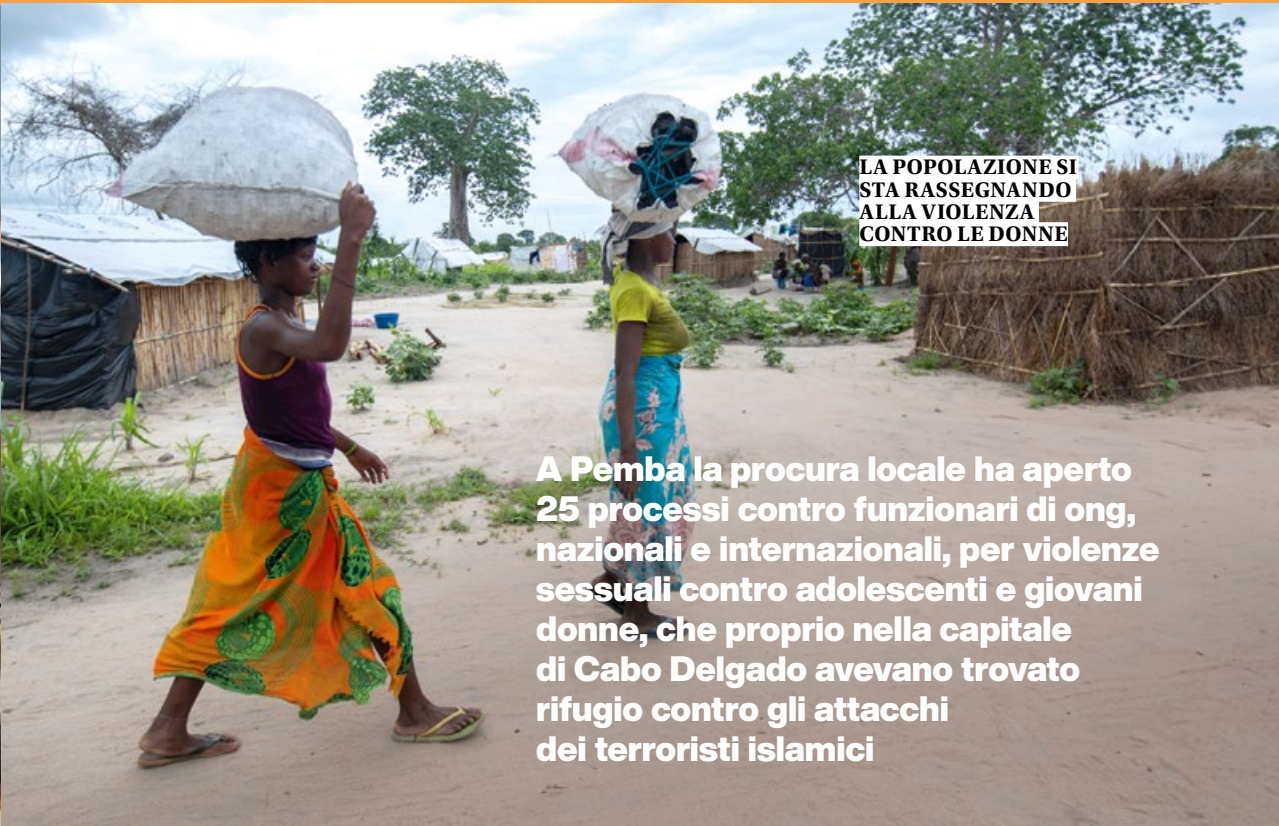 LA POPOLAZIONE SI
STA RASSEGNANDO
ALLA VIOLENZA
CONTRO LE DONNE
A Pemba la procura locale ha aperto
25 processi contro funzionari di ong,
nazionali e internazionali, per violenze
sessuali contro adolescenti e giovani
donne, che proprio nella capitale
di Cabo Delgado avevano trovato
rifugio contro gli attacchi
dei terroristi islamici